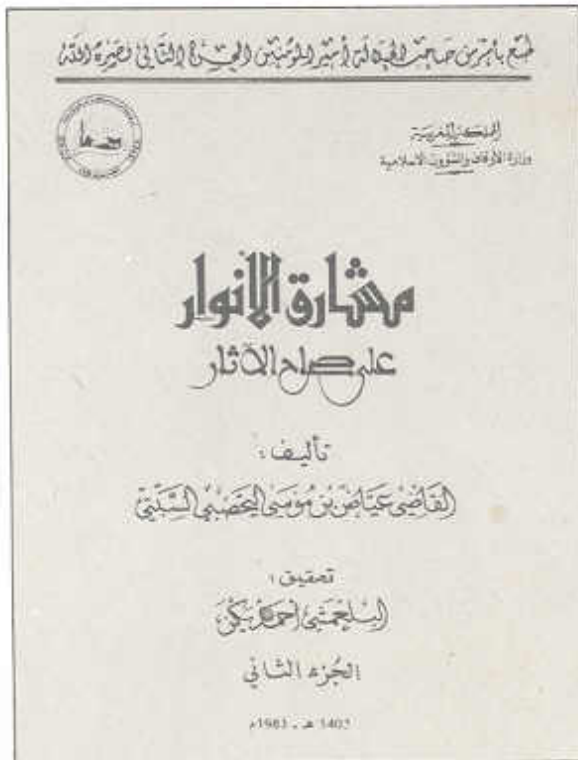 طبع بأمر من صاحب الجلالة أمير المؤمنين الحسن الثاني نصره الله
المملكة المغربية
وزارة الأوقاف والشؤون الإسلامية
مشارق الأنوار
على صحاح الآثار
تأليف :
القاضي عياض بن موسى اليحصبي السبتي
تحقيق :
البلعمشي أحمد يكن
الجزء الثاني
1403 هـ ـ 1983م